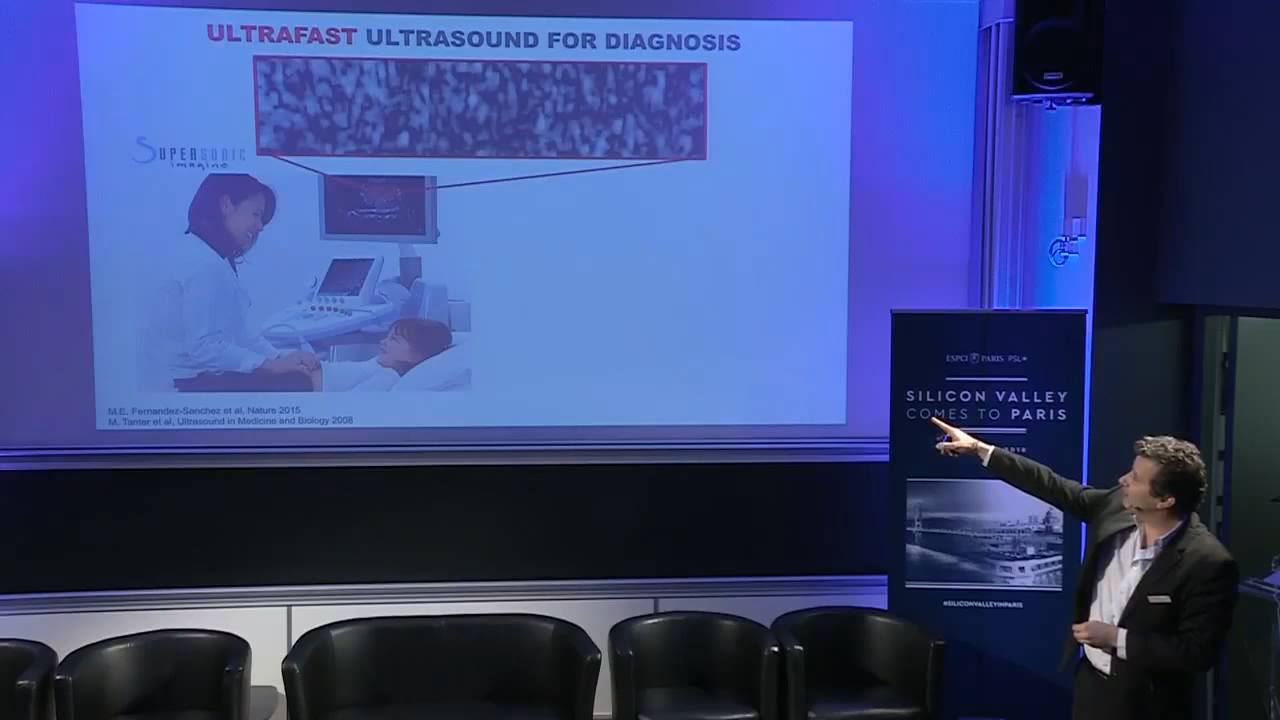 ULTRAFAST ULTRASOUND FOR DIAGNOSIS
SUPERSONIC
imagine
M.E. Fernandez-Sanchez et al, Nature 2015
M. Tanter et al, Ultrasound in Medicine and Biology 2008
ESPCI PARIS PSL★
SILICON VALLEY
COMES TO PARIS
#SILICONVALLEYINPARIS